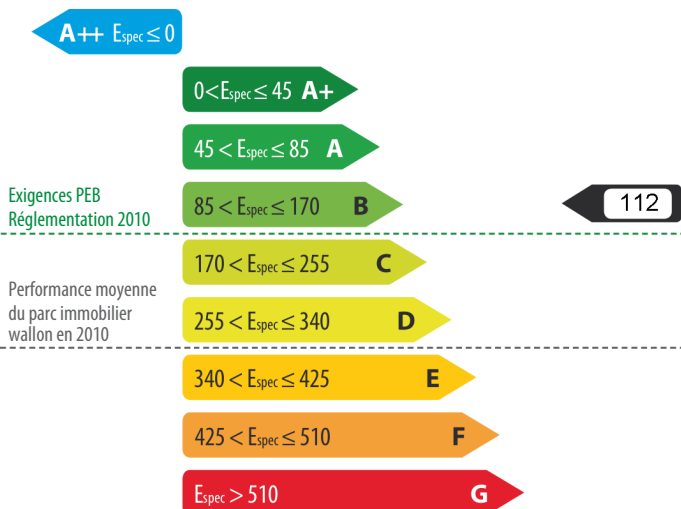 A++ Espec ≤ 0
0<Espec ≤ 45 A+
45 < Espec ≤ 85 A
Exigences PEB
Réglementation 2010
85 < Espec ≤ 170 B
112
170 < Espec ≤ 255 C
Performance moyenne
du parc immobilier
wallon en 2010
255 < Espec ≤ 340 D
340 < Espec ≤ 425 E
425 < Espec ≤ 510 F
Espec > 510 G